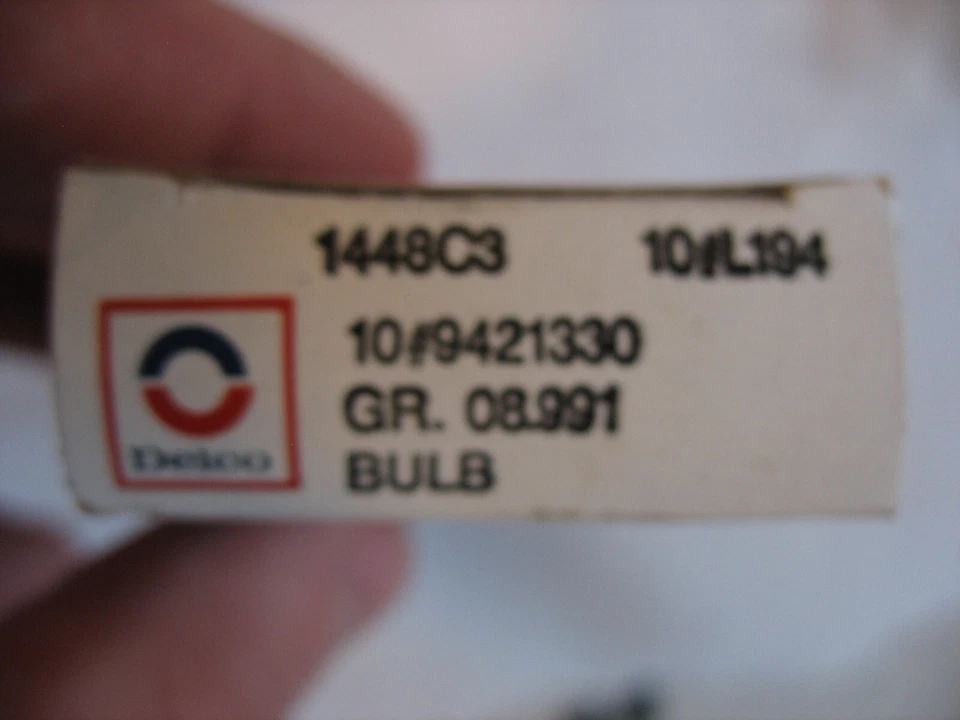 1448C3 10#L194
10#9421330
GR. 08.991
BULB
Delco